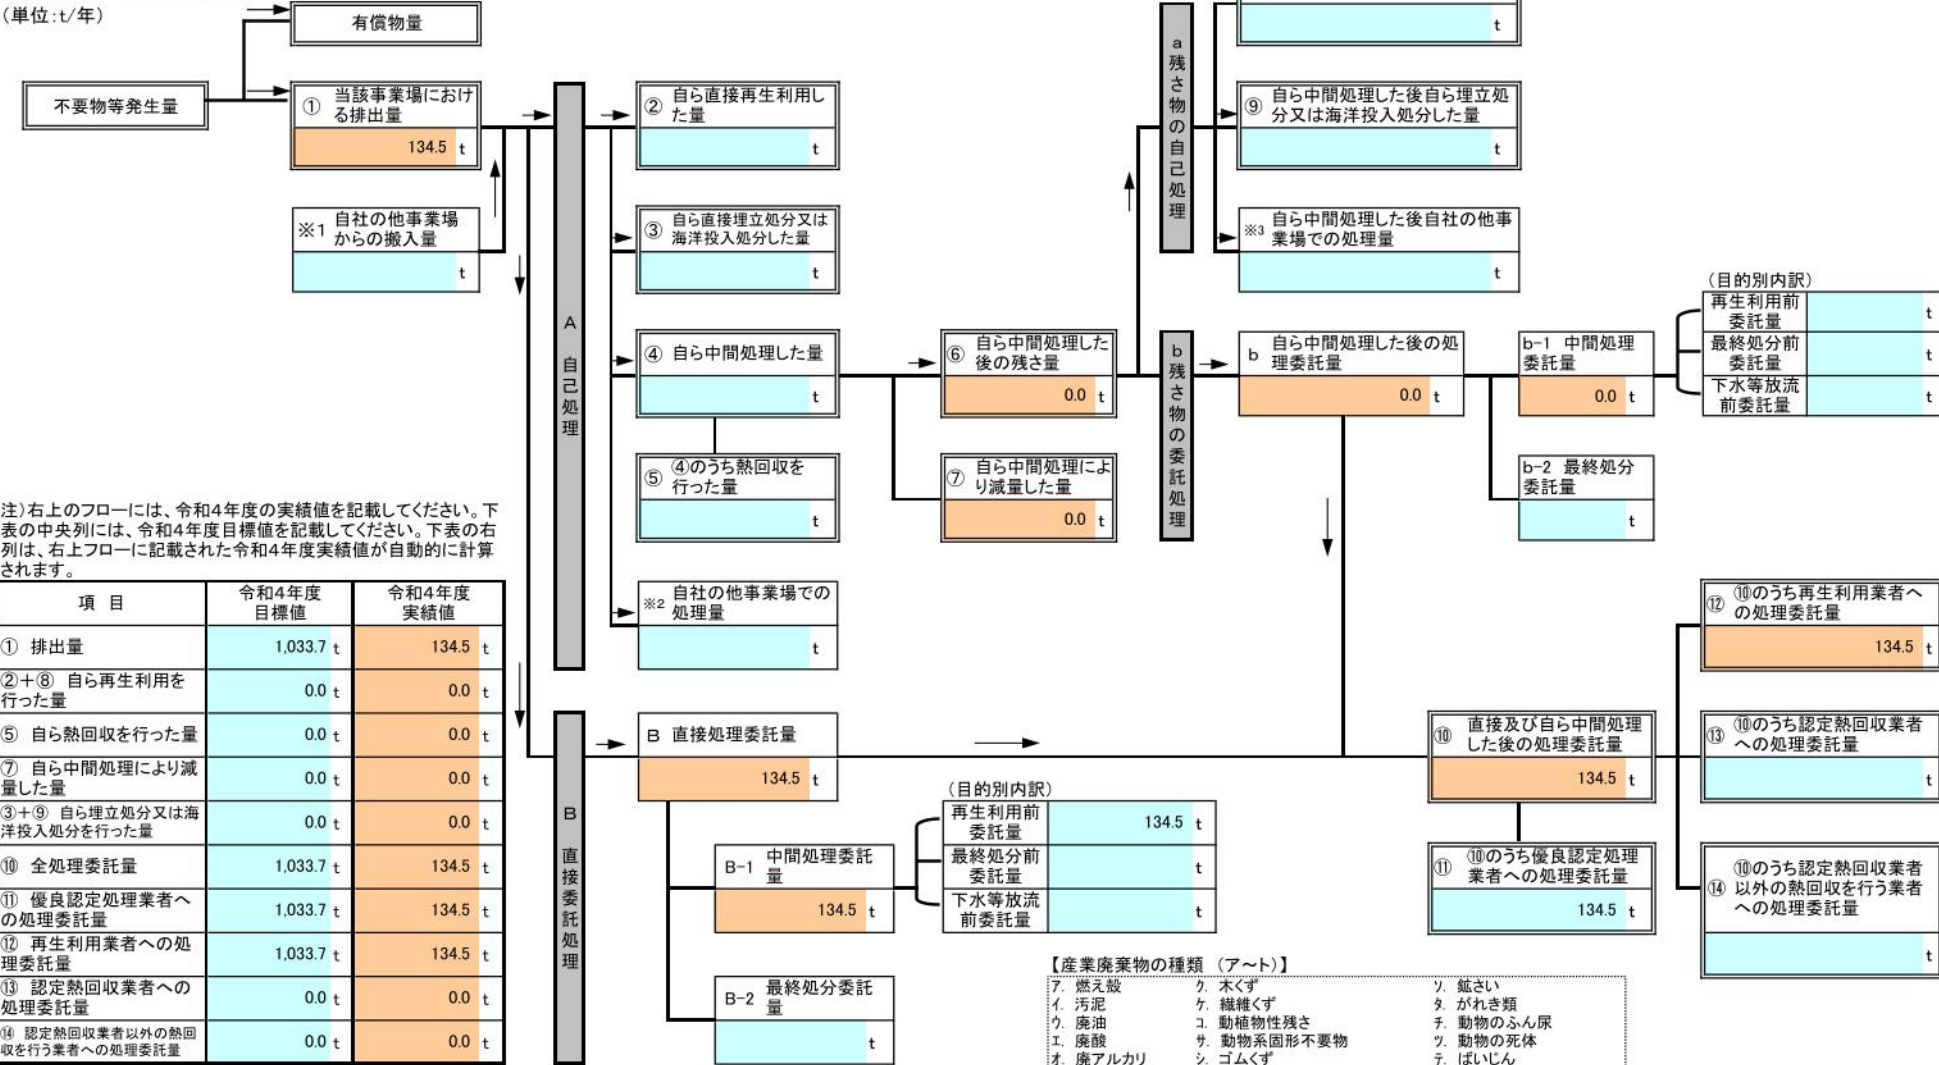 (単位:t/年)
有償物量
t
不要物等発生量
① 当該事業場におけ
る排出量
134.5 t
② 自ら直接再生利用し
た量
t
a残さ物の自己処理
⑨ 自ら中間処理した後自ら埋立処
分又は海洋投入処分した量
t
※1 自社の他事業場
からの搬入量
t
③ 自ら直接埋立処分又は
海洋投入処分した量
t
※3 自ら中間処理した後自社の他事
業場での処理量
t
A 自己処理
④ 自ら中間処理した量
t
⑥ 自ら中間処理した
後の残さ量
0.0 t
b残さ物の委託処理
b 自ら中間処理した後の処
理委託量
0.0 t
b-1 中間処理
委託量
0.0 t
(目的別内訳)
再生利用前
委託量
t
最終処分前
委託量
t
下水等放流
前委託量
t
⑤ ④のうち熱回収を
行った量
t
⑦ 自ら中間処理によ
り減量した量
0.0 t
b-2 最終処分
委託量
t
注)右上のフローには、令和4年度の実績値を記載してください。下
表の中央列には、令和4年度目標値を記載してください。下表の右
列は、右上フローに記載された令和4年度実績値が自動的に計算
されます。
項 目
令和4年度
目標値
令和4年度
実績値
① 排出量
1,033.7 t
134.5 t
②+⑧ 自ら再生利用を
行った量
0.0 t
0.0 t
⑤ 自ら熱回収を行った量
0.0 t
0.0 t
⑦ 自ら中間処理により減
量した量
0.0 t
0.0 t
③+⑨ 自ら埋立処分又は海
洋投入処分を行った量
0.0 t
0.0 t
⑩ 全処理委託量
1,033.7 t
134.5 t
⑪ 優良認定処理業者へ
の処理委託量
1,033.7 t
134.5 t
⑫ 再生利用業者への処
理委託量
1,033.7 t
134.5 t
⑬ 認定熱回収業者への
処理委託量
0.0 t
0.0 t
⑭ 認定熱回収業者以外の熱回
収を行う業者への処理委託量
0.0 t
0.0 t
※2 自社の他事業場での
処理量
t
B 直接委託処理
B 直接処理委託量
134.5 t
B-1 中間処理委託
量
134.5 t
(目的別内訳)
再生利用前
委託量
134.5 t
最終処分前
委託量
t
下水等放流
前委託量
t
B-2 最終処分委託
量
t
⑩ 直接及び自ら中間処理
した後の処理委託量
134.5 t
⑪ ⑩のうち優良認定処理
業者への処理委託量
134.5 t
⑫ ⑩のうち再生利用業者へ
の処理委託量
134.5 t
⑬ ⑩のうち認定熱回収業者
への処理委託量
t
⑭ ⑩のうち認定熱回収業者
以外の熱回収を行う業者
への処理委託量
t
【産業廃棄物の種類 (ア~ト)】
ア. 燃え殻 ク. 木くず ソ. 鉱さい
イ. 汚泥 ケ. 繊維くず タ. がれき類
ウ. 廃油 コ. 動植物性残さ チ. 動物のふん尿
エ. 廃酸 サ. 動物系固形不要物 ツ. 動物の死体
オ. 廃アルカリ シ. ゴムくず テ. ばいじん